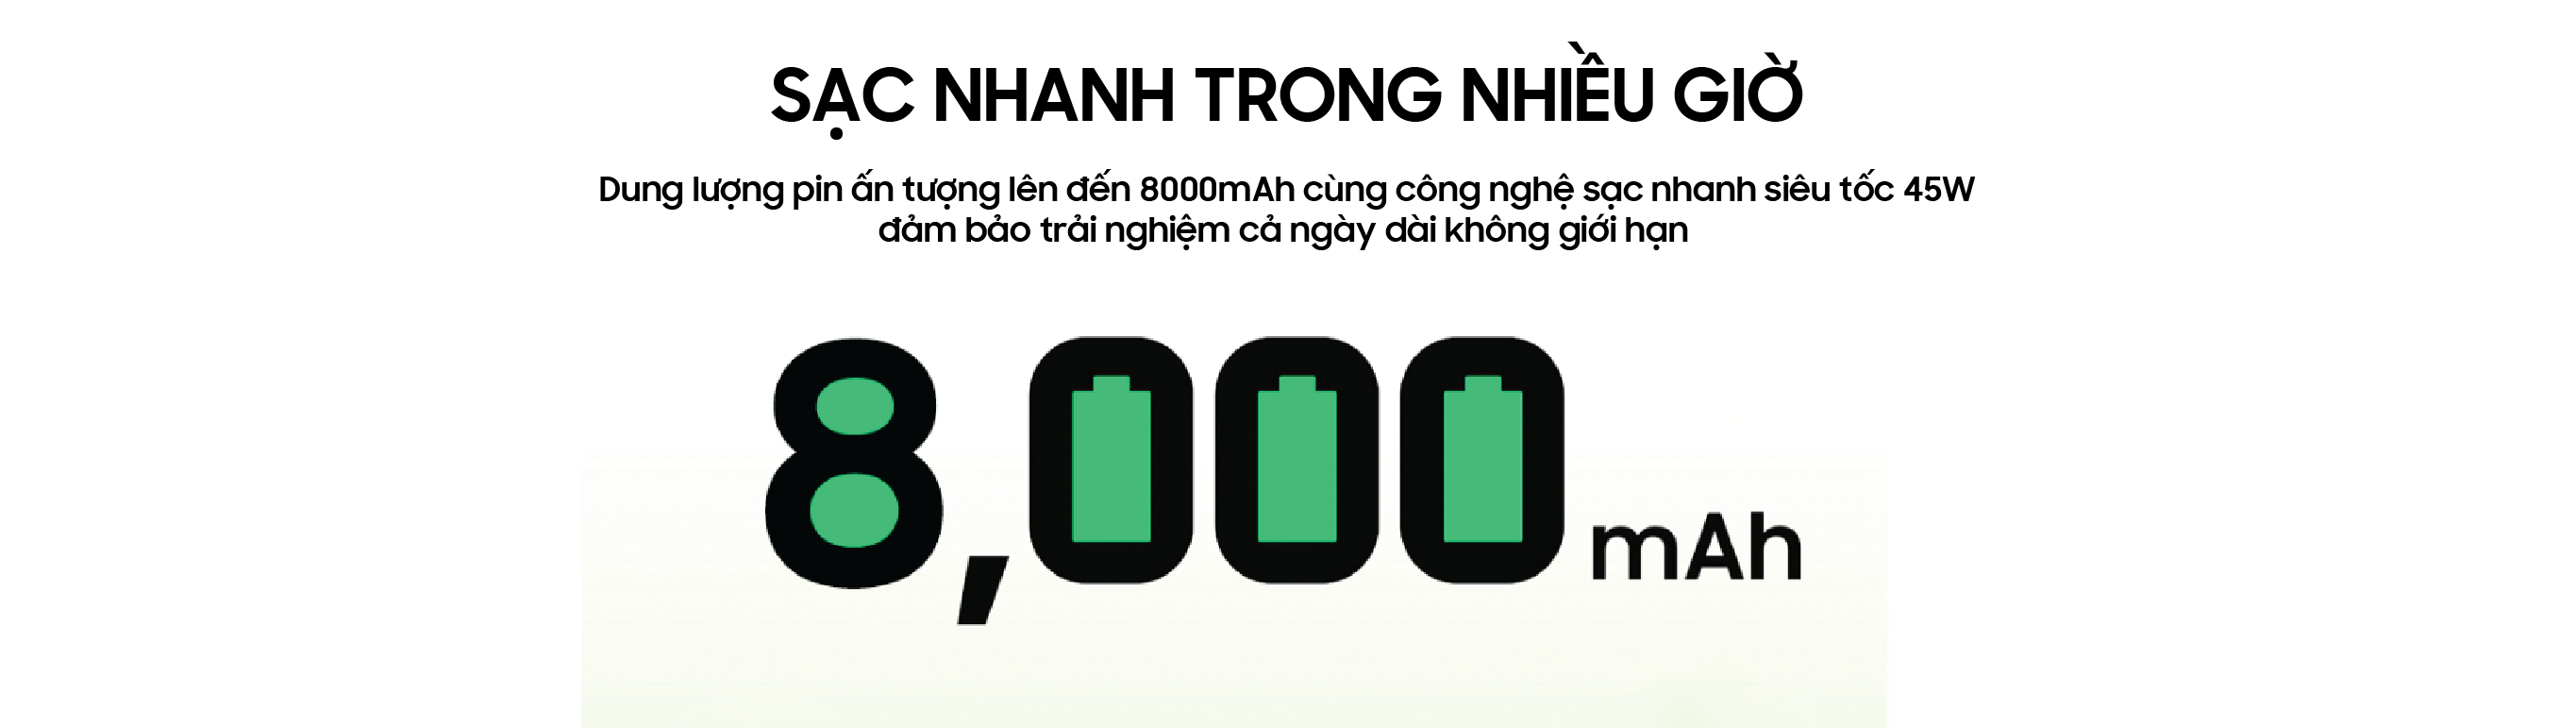 SẠC NHANH TRONG NHIỀU GIỜ
Dung lượng pin ấn tượng lên đến 8000mAh cùng công nghệ sạc nhanh siêu tốc 45W
đảm bảo trải nghiệm cả ngày dài không giới hạn
8,000 mAh